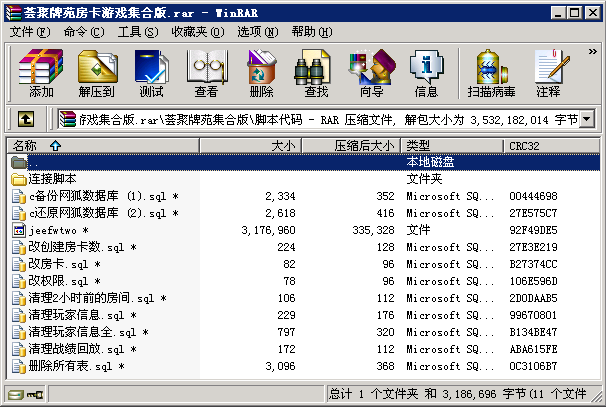 荟聚牌苑房卡游戏集合版.rar - WinRAR
文件(F) 命令(C) 工具(S) 收藏夹(O) 选项(N) 帮助(H)
添加 解压到 测试 查看 删除 查找 向导 信息 扫描病毒 注释 »
序戏集合版.rar\荟聚牌苑集合版\脚本代码 - RAR 压缩文件, 解包大小为 3,532,182,014 字节
名称 大小 压缩后大小 类型 CRC32
.. 本地磁盘
连接脚本 文件夹
c备份网狐数据库 (1).sql * 2,334 352 Microsoft SQ... 00444698
c还原网狐数据库 (2).sql * 2,618 416 Microsoft SQ... 27E575C7
jeefwtwo * 3,176,960 335,328 文件 92F49DE5
改创建房卡数.sql * 224 128 Microsoft SQ... 27E3E219
改房卡.sql * 82 96 Microsoft SQ... B27374CC
改权限.sql * 78 96 Microsoft SQ... 106E596D
清理2小时前的房间.sql * 106 112 Microsoft SQ... 2D0DAAB5
清理玩家信息.sql * 229 176 Microsoft SQ... 99670801
清理玩家信息全.sql * 797 320 Microsoft SQ... B134BE47
清理战绩回放.sql * 172 112 Microsoft SQ... ABA615FE
删除所有表.sql * 3,096 368 Microsoft SQ... 0C3106B7
总计 1 个文件夹 和 3,186,696 字节(11 个文件